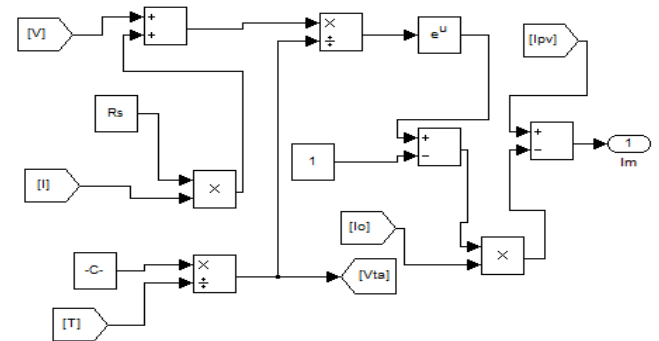 [V]
+
+
×
÷
e^u
[Ipv]
Rs
1
+
−
+
−
1
Im
[I]
×
[Io]
×
-C-
×
÷
[Vta]
[T]